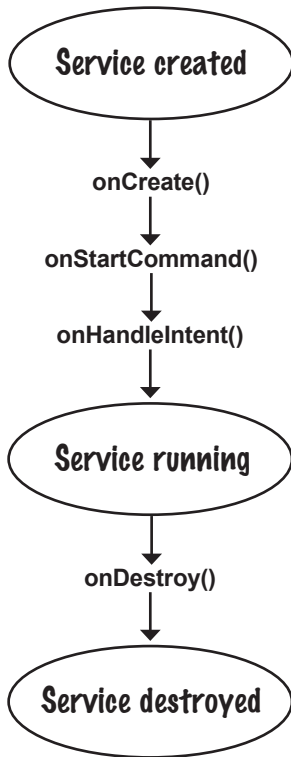 Service created
onCreate()
onStartCommand()
onHandleIntent()
Service running
onDestroy()
Service destroyed